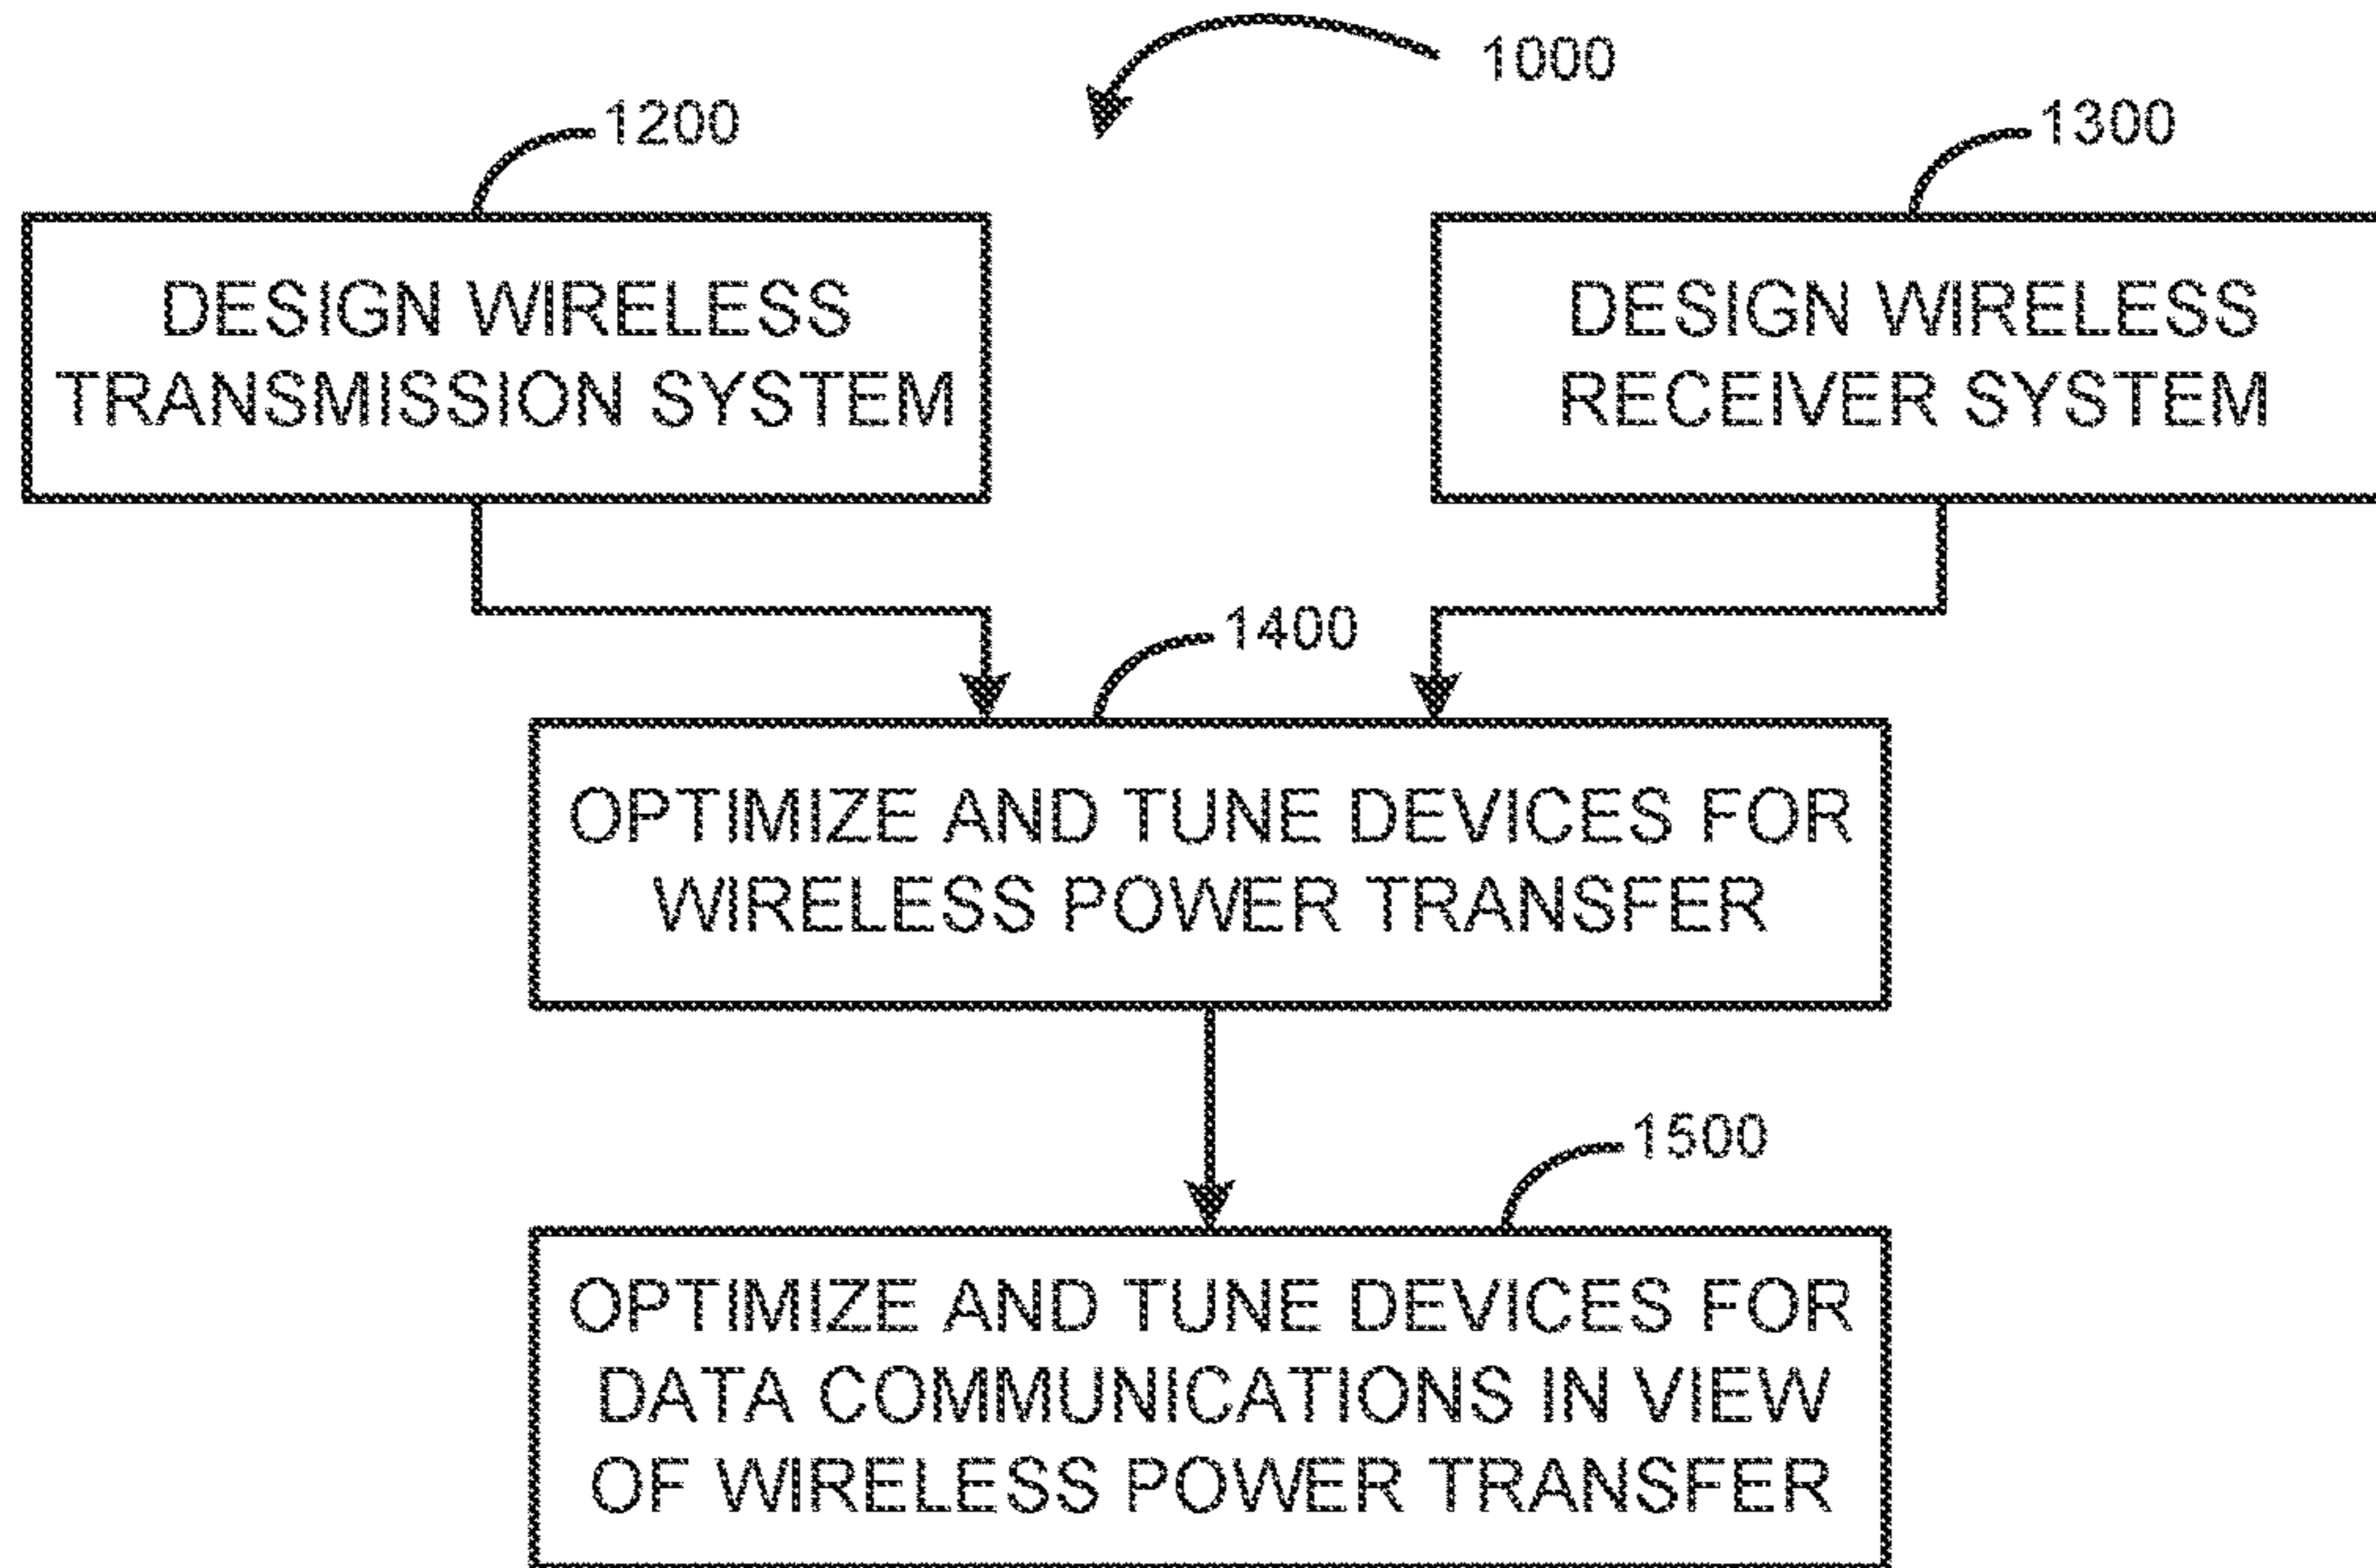 1000
1200
1300
DESIGN WIRELESS
TRANSMISSION SYSTEM
DESIGN WIRELESS
RECEIVER SYSTEM
1400
OPTIMIZE AND TUNE DEVICES FOR
WIRELESS POWER TRANSFER
1500
OPTIMIZE AND TUNE DEVICES FOR
DATA COMMUNICATIONS IN VIEW
OF WIRELESS POWER TRANSFER